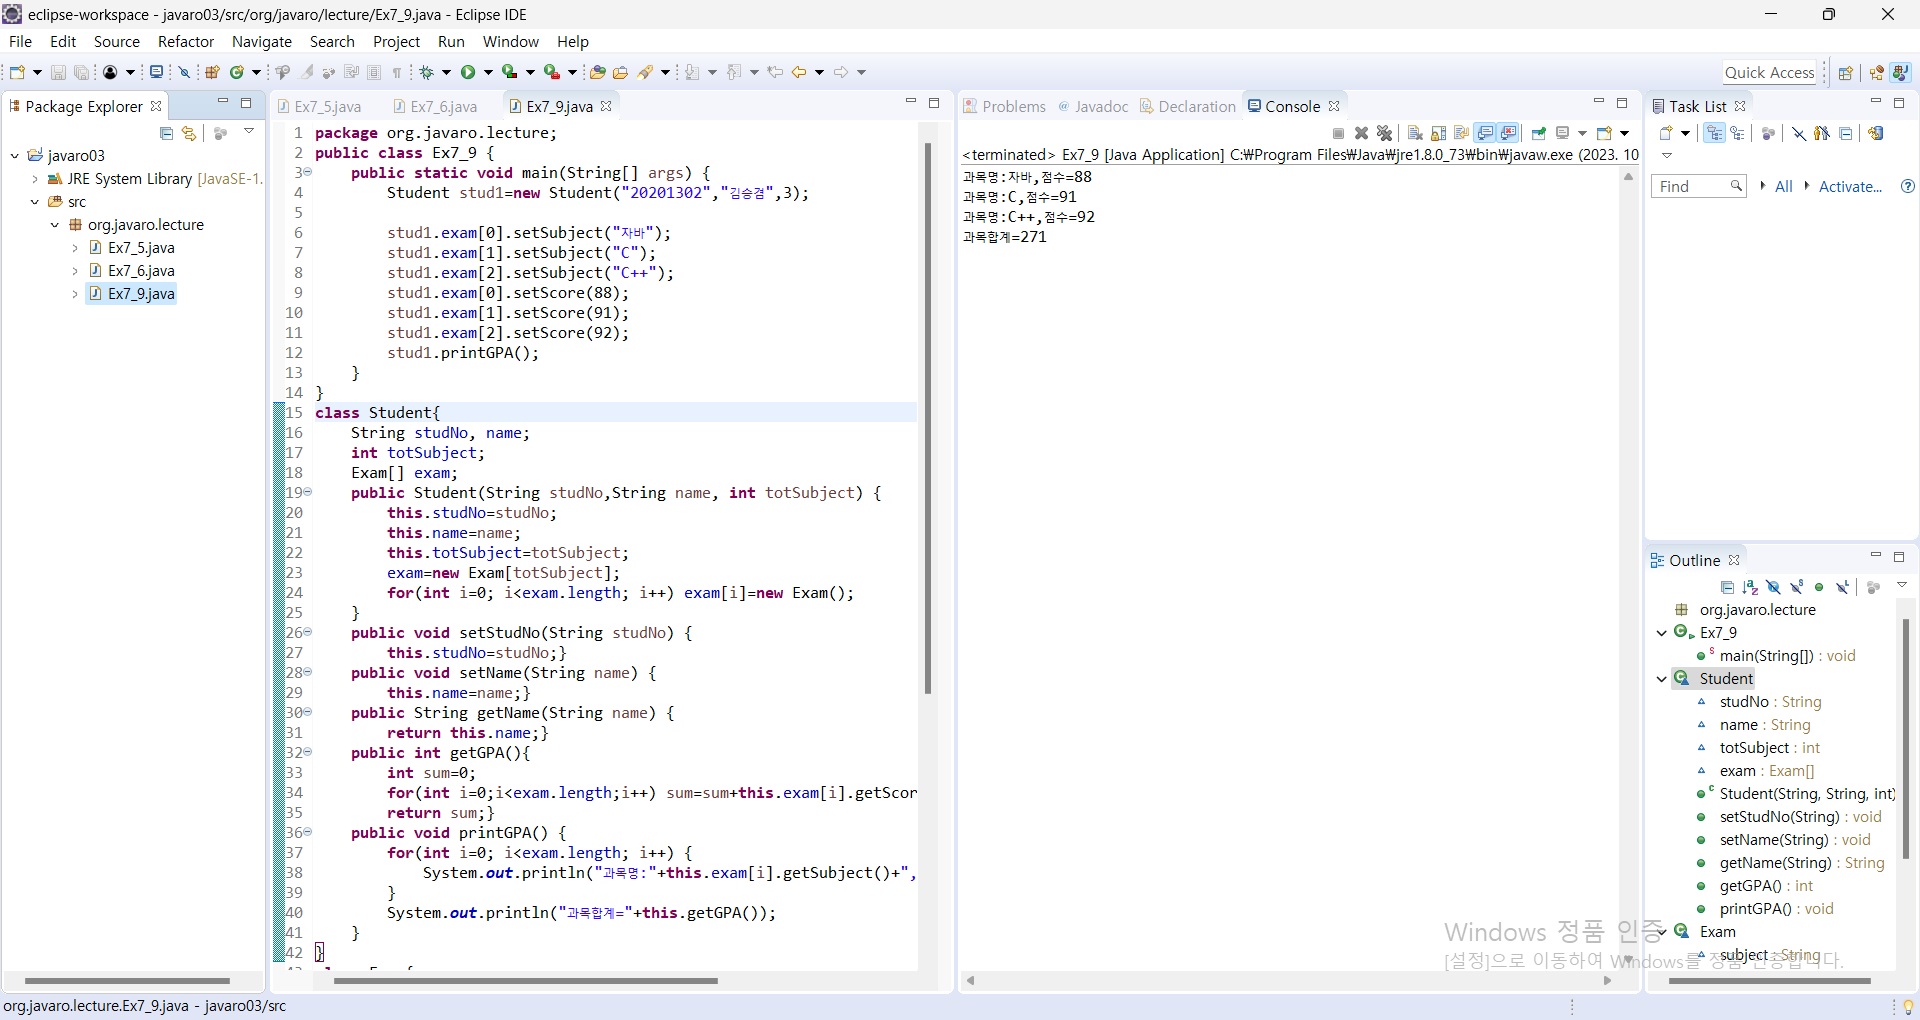 eclipse-workspace - javaro03/src/org/javaro/lecture/Ex7_9.java - Eclipse IDE
File Edit Source Refactor Navigate Search Project Run Window Help
Quick Access
Package Explorer
javaro03
JRE System Library [JavaSE-1.
src
org.javaro.lecture
Ex7_5.java
Ex7_6.java
Ex7_9.java
Ex7_5.java Ex7_6.java Ex7_9.java
1 package org.javaro.lecture;
2 public class Ex7_9 {
3 public static void main(String[] args) {
4 Student stud1=new Student("20201302","김승겸",3);
5
6 stud1.exam[0].setSubject("자바");
7 stud1.exam[1].setSubject("C");
8 stud1.exam[2].setSubject("C++");
9 stud1.exam[0].setScore(88);
10 stud1.exam[1].setScore(91);
11 stud1.exam[2].setScore(92);
12 stud1.printGPA();
13 }
14 }
15 class Student{
16 String studNo, name;
17 int totSubject;
18 Exam[] exam;
19 public Student(String studNo,String name, int totSubject) {
20 this.studNo=studNo;
21 this.name=name;
22 this.totSubject=totSubject;
23 exam=new Exam[totSubject];
24 for(int i=0; i<exam.length; i++) exam[i]=new Exam();
25 }
26 public void setStudNo(String studNo) {
27 this.studNo=studNo;}
28 public void setName(String name) {
29 this.name=name;}
30 public String getName(String name) {
31 return this.name;}
32 public int getGPA(){
33 int sum=0;
34 for(int i=0;i<exam.length;i++) sum=sum+this.exam[i].getScor
35 return sum;}
36 public void printGPA() {
37 for(int i=0; i<exam.length; i++) {
38 System.out.println("과목명:"+this.exam[i].getSubject()+",
39 }
40 System.out.println("과목합계="+this.getGPA());
41 }
42 }
Problems Javadoc Declaration Console
<terminated> Ex7_9 [Java Application] C:₩Program Files₩Java₩jre1.8.0_73₩bin₩javaw.exe (2023. 10
과목명:자바,점수=88
과목명:C,점수=91
과목명:C++,점수=92
과목합계=271
Task List
Find All Activate...
Outline
org.javaro.lecture
Ex7_9
main(String[]) : void
Student
studNo : String
name : String
totSubject : int
exam : Exam[]
Student(String, String, int)
setStudNo(String) : void
setName(String) : void
getName(String) : String
getGPA() : int
printGPA() : void
Exam
subject : String
Windows 정품 인증
[설정]으로 이동하여 Windows를 정품 인증합니다.
org.javaro.lecture.Ex7_9.java - javaro03/src